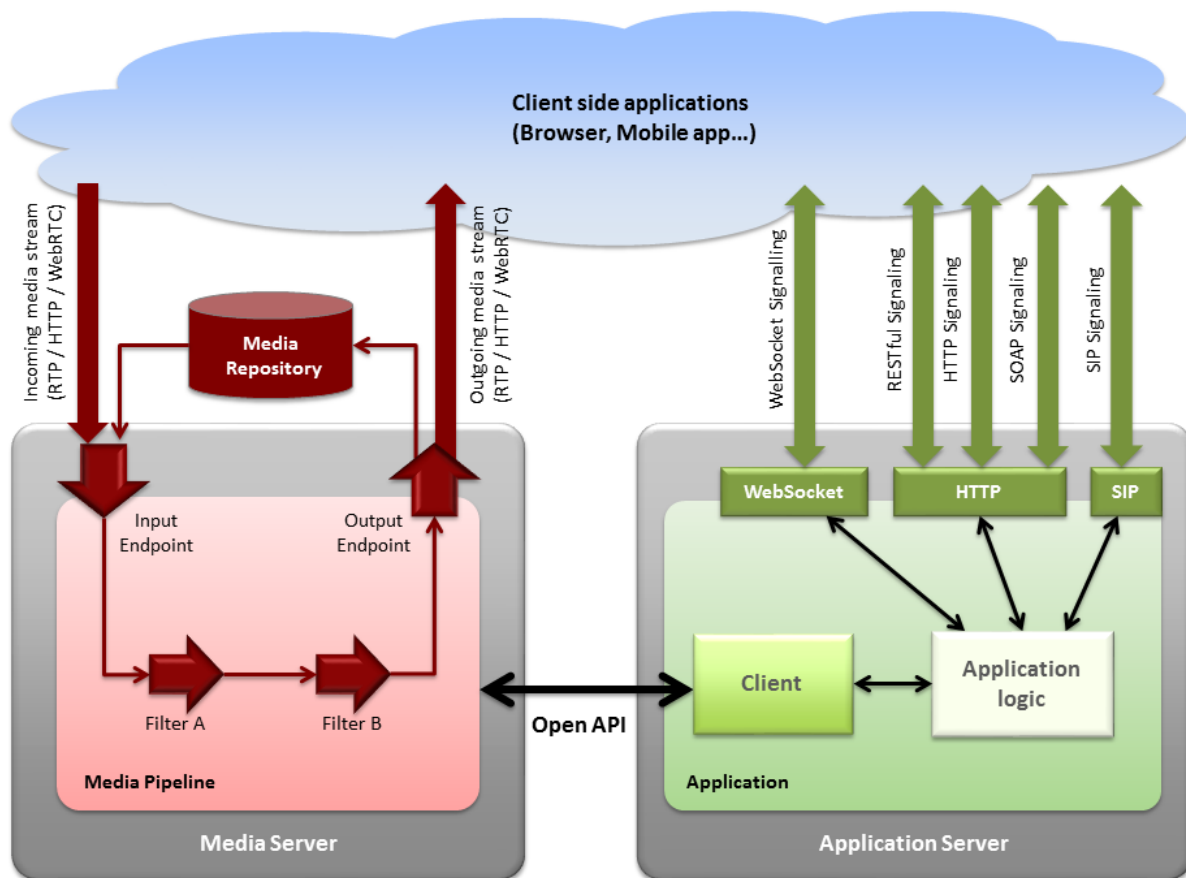 Client side applications
(Browser, Mobile app...)
Incoming media stream
(RTP / HTTP / WebRTC)
Media
Repository
Outgoing media stream
(RTP / HTTP / WebRTC)
WebSocket Signalling
RESTful Signaling
HTTP Signaling
SOAP Signaling
SIP Signaling
Input
Endpoint
Output
Endpoint
Filter A
Filter B
Media Pipeline
Media Server
Open API
WebSocket
HTTP
SIP
Client
Application
logic
Application
Application Server